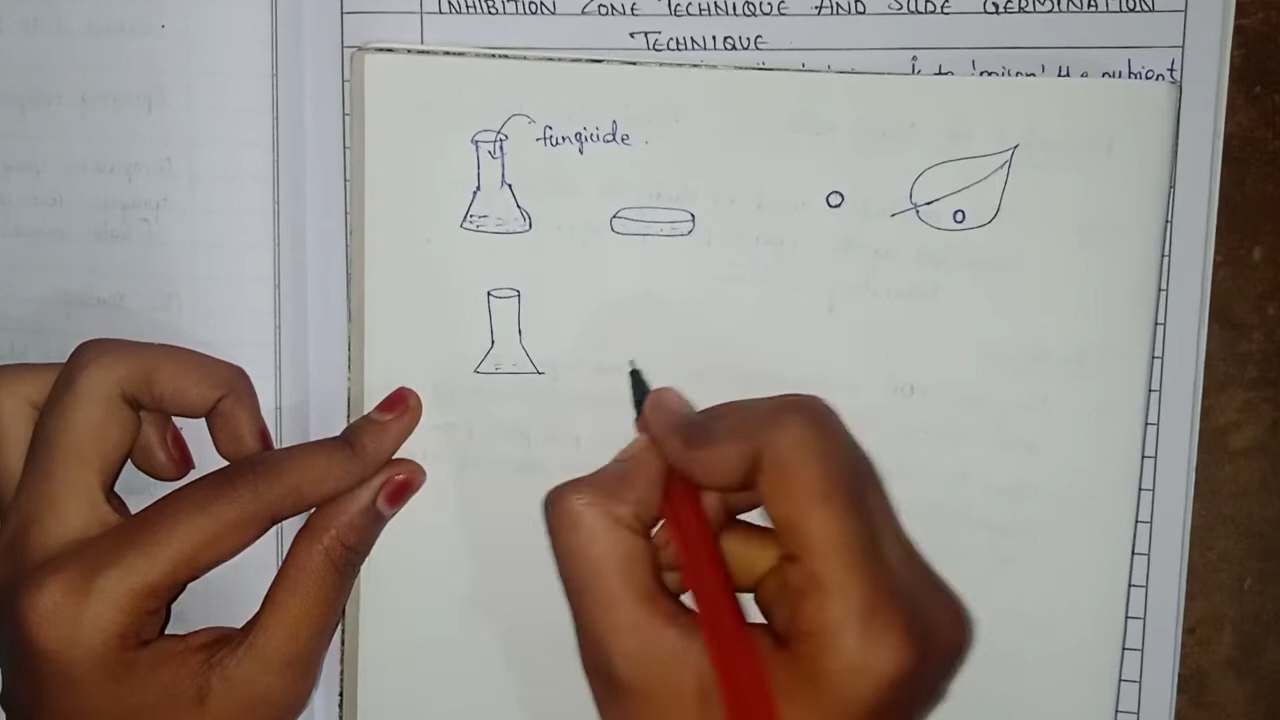 INHIBITION ZONE TECHNIQUE AND SLIDE GERMINATION
TECHNIQUE
fungicide.